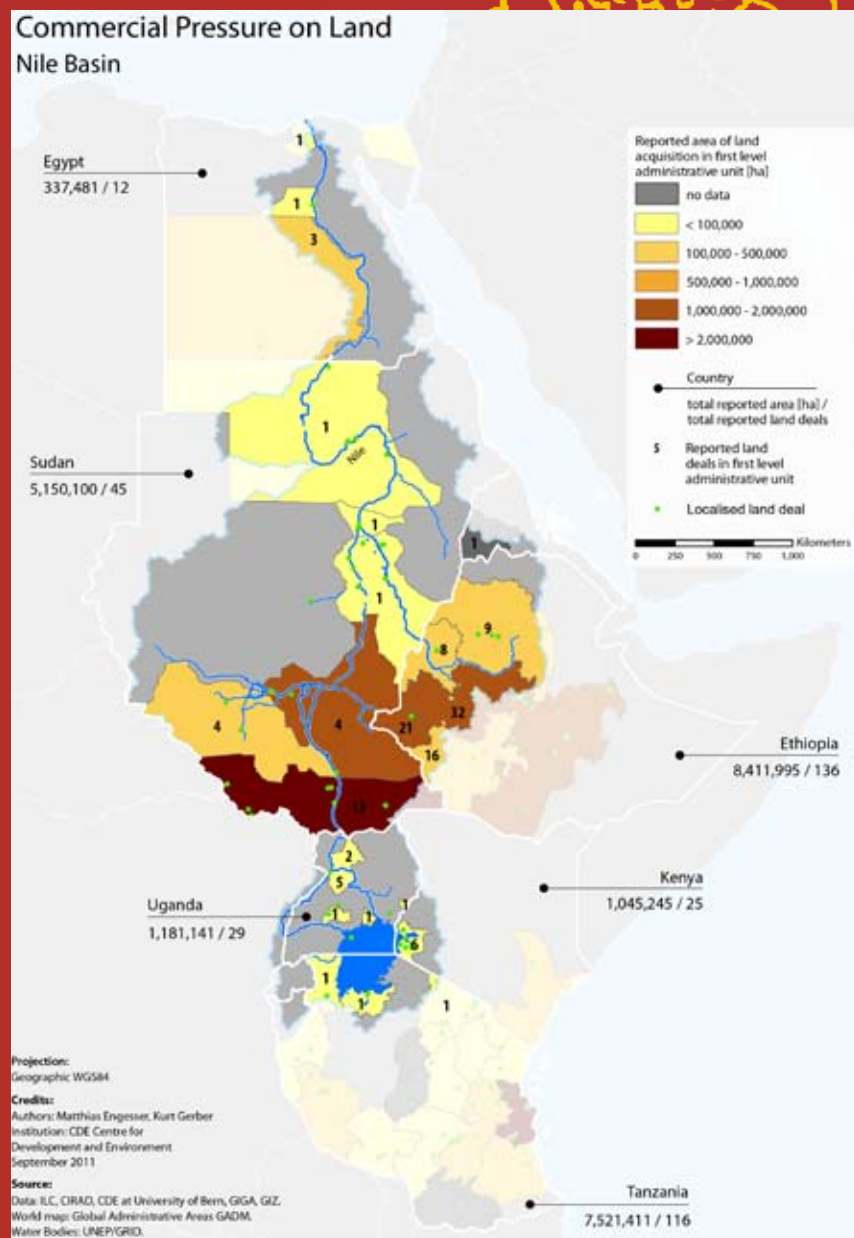 Commercial Pressure on Land
Nile Basin
1
Egypt
337,481 / 12
1
3
Reported area of land
acquisition in first level
administrative unit [ha]
no data
< 100,000
100,000 - 500,000
500,000 - 1,000,000
1,000,000 - 2,000,000
> 2,000,000
Country
total reported area [ha] /
total reported land deals
5 Reported land
deals in first level
administrative unit
Localised land deal
Kilometers
0 250 500 750 1,000
1
Nile
Sudan
5,150,100 / 45
1
1
1
9
8
4
4
21
32
16
Ethiopia
8,411,995 / 136
2
5
Kenya
1,045,245 / 25
Uganda
1,181,141 / 29
1
1
1
6
1
1
1
Projection:
Geographic WGS84
Credits:
Authors: Matthias Engesser, Kurt Gerber
Institution: CDE Centre for
Development and Environment
September 2011
Source:
Data: ILC, CIRAD, CDE at University of Bern, GIGA, GIZ.
World map: Global Administrative Areas GADM.
Water Bodies: UNEP/GRID.
Tanzania
7,521,411 / 116